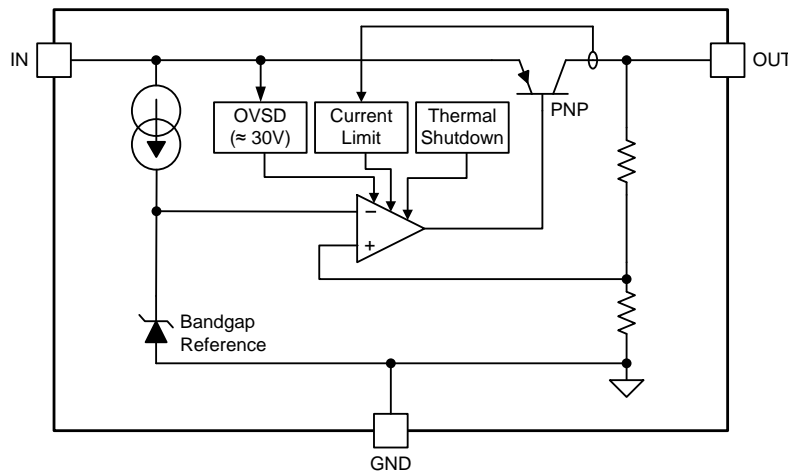 IN
OUT
PNP
OVSD
(≈ 30V)
Current
Limit
Thermal
Shutdown
−
+
Bandgap
Reference
GND